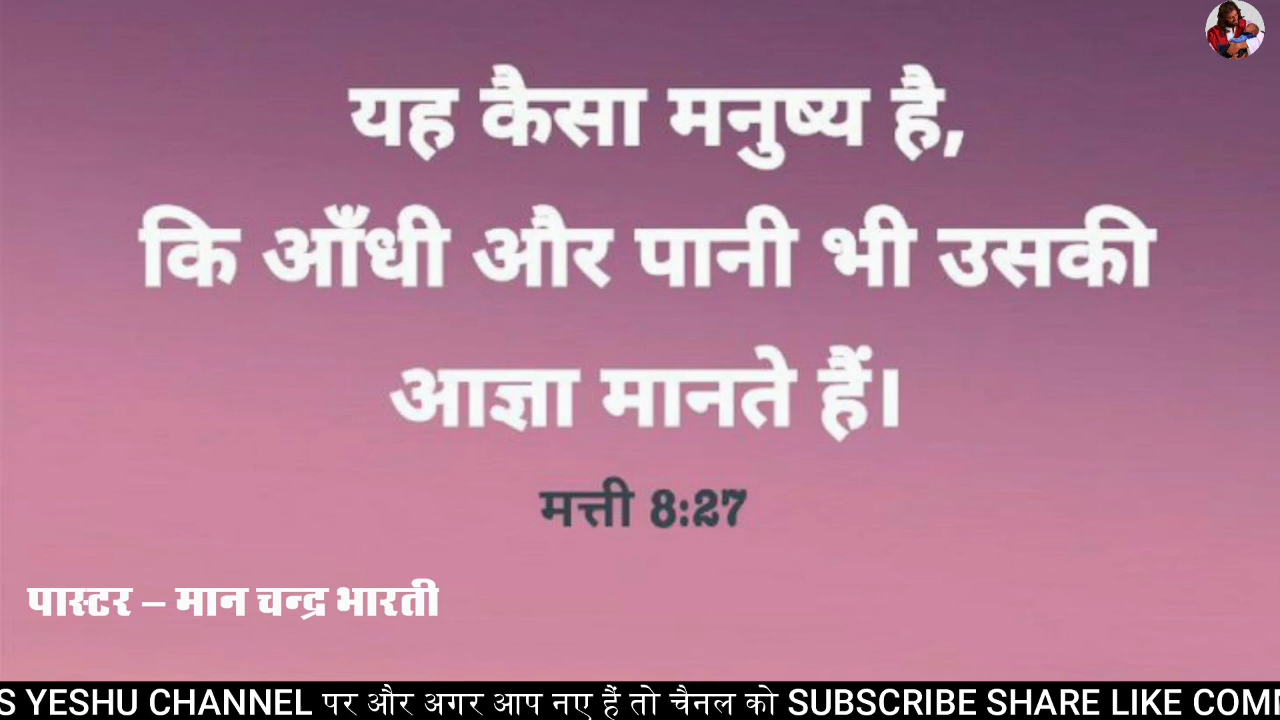 यह कैसा मनुष्य है,
कि आँधी और पानी भी उसकी
आज्ञा मानते हैं।
मत्ती 8:27
पास्टर – मान चन्द्र भारती
S YESHU CHANNEL पर और अगर आप नए हैं तो चैनल को SUBSCRIBE SHARE LIKE